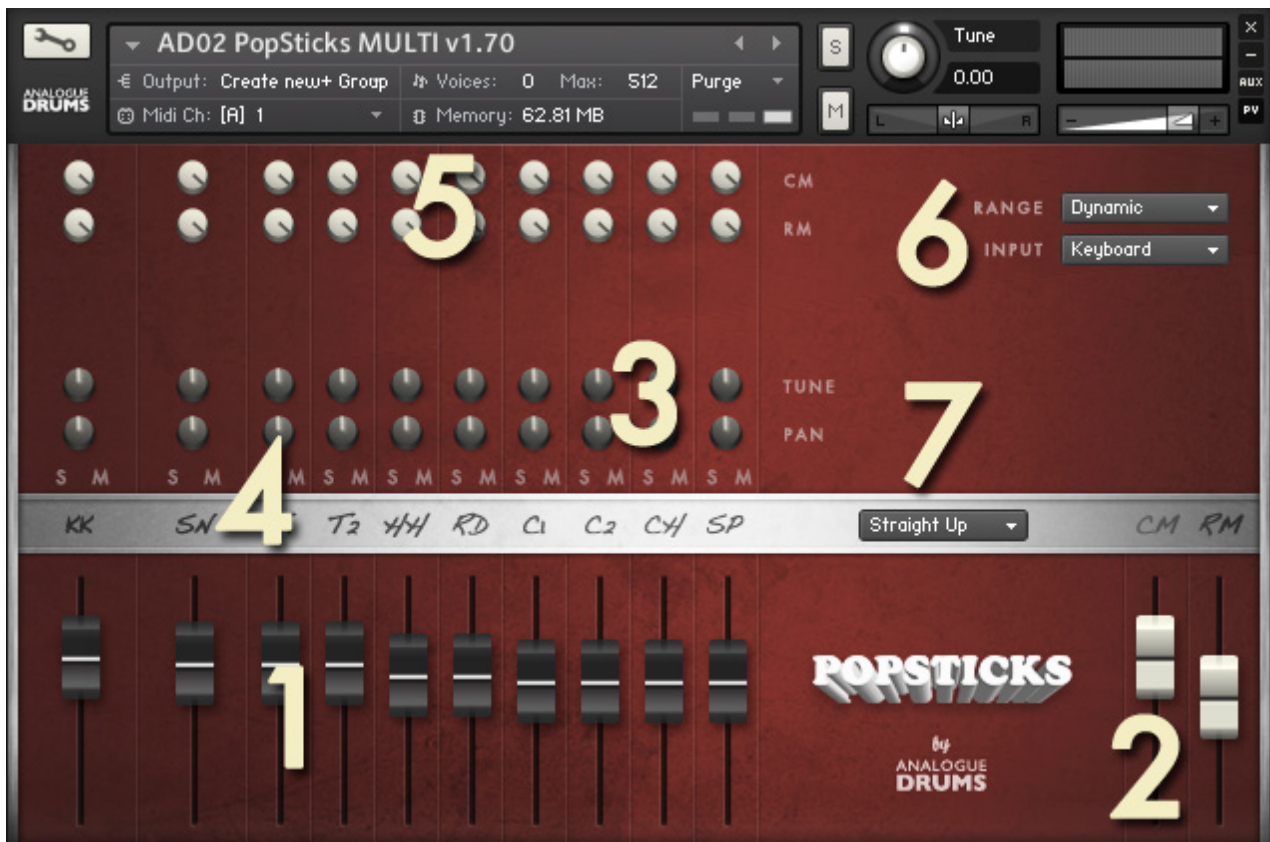 AD02 PopSticks MULTI v1.70
S
Tune
0.00
×
–
AUX
PV
ANALOGUE
DRUMS
Output: Create new+ Group
Voices: 0 Max: 512
Purge
Midi Ch: [A] 1
Memory: 62.81 MB
M
L
R
- +
5
CM
RM
6
RANGE Dynamic
INPUT Keyboard
3
TUNE
PAN
7
4
S M S M M S M S M S M S M S M S M S M
KK SN T2 HH RD C1 C2 CH SP
Straight Up
CM RM
1
POPSTICKS
by
ANALOGUE
DRUMS
2